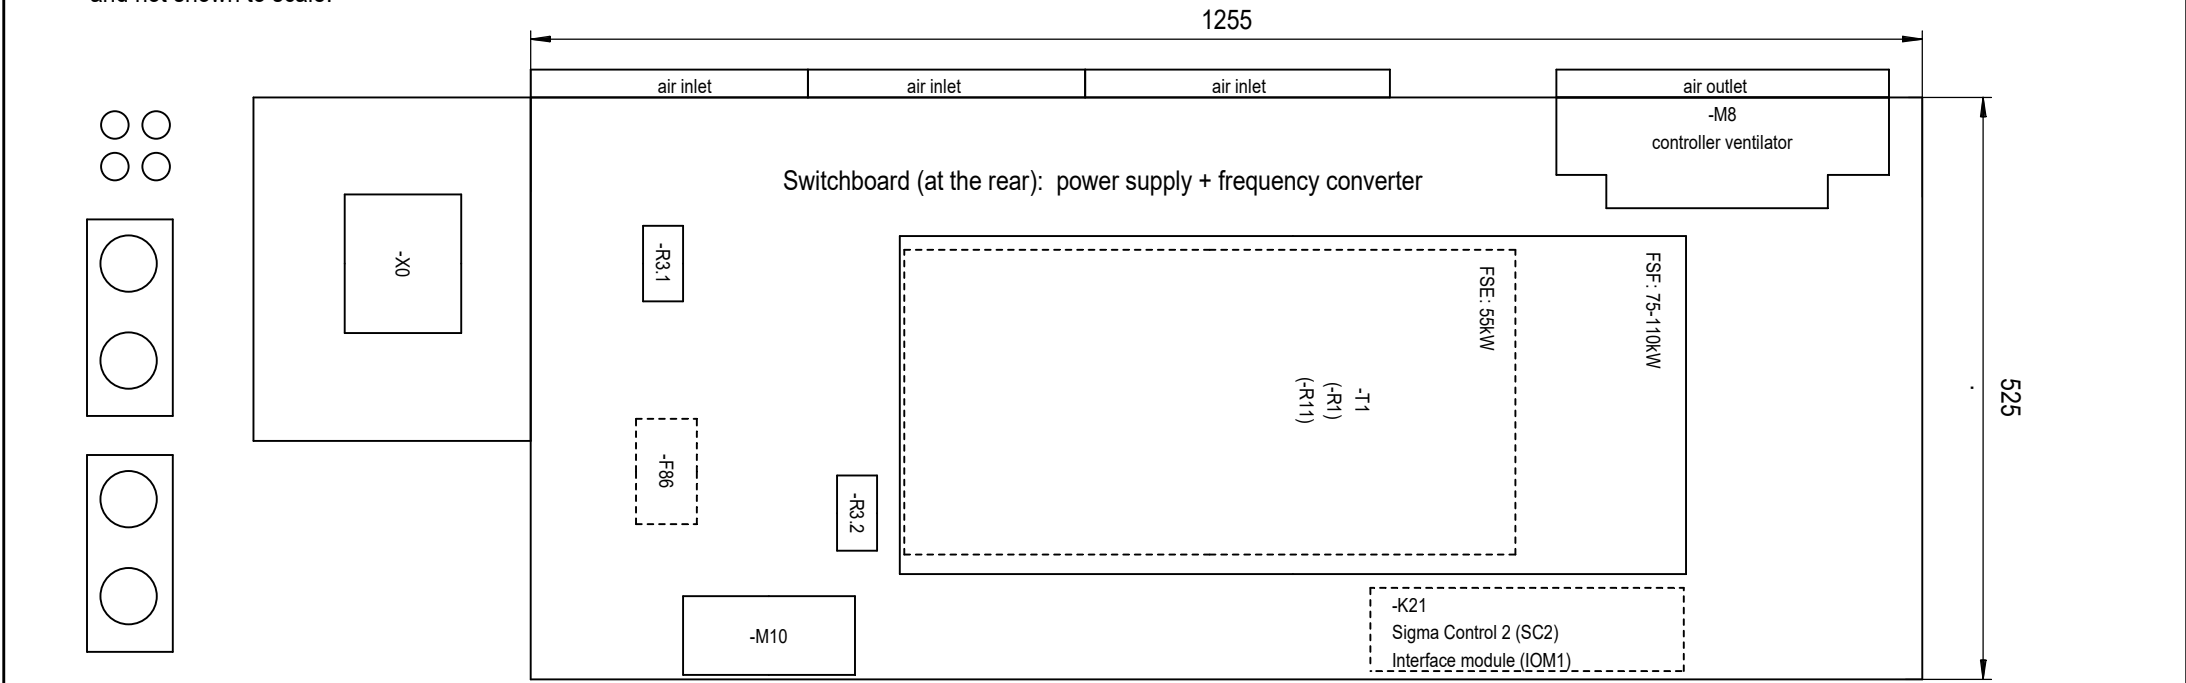 and not shown to scale.
1255
air inlet
air inlet
air inlet
air outlet
-M8
controller ventilator
Switchboard (at the rear): power supply + frequency converter
-X0
-R3.1
FSE: 55kW
FSF: 75-110kW
-T1
(-R1)
(-R11)
525
-F86
-R3.2
-M10
-K21
Sigma Control 2 (SC2)
Interface module (IOM1)